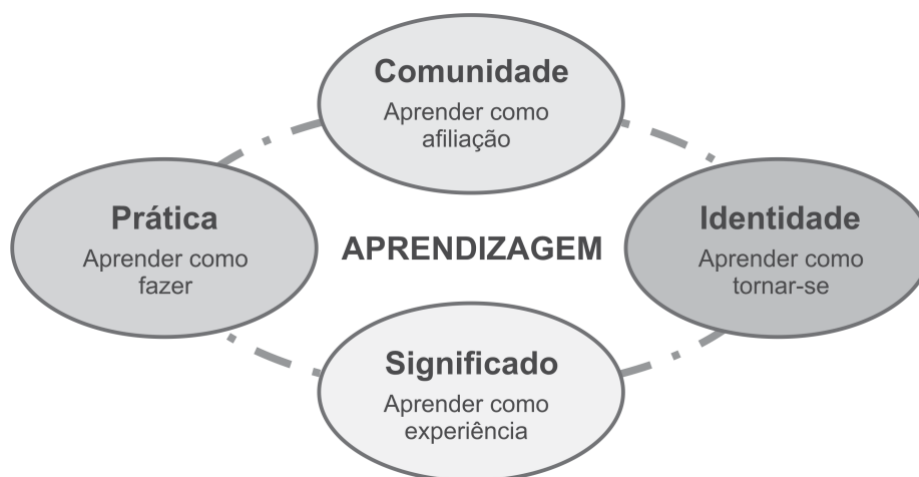 Comunidade
Aprender como
afiliação
Prática
Aprender como
fazer
APRENDIZAGEM
Identidade
Aprender como
tornar-se
Significado
Aprender como
experiência